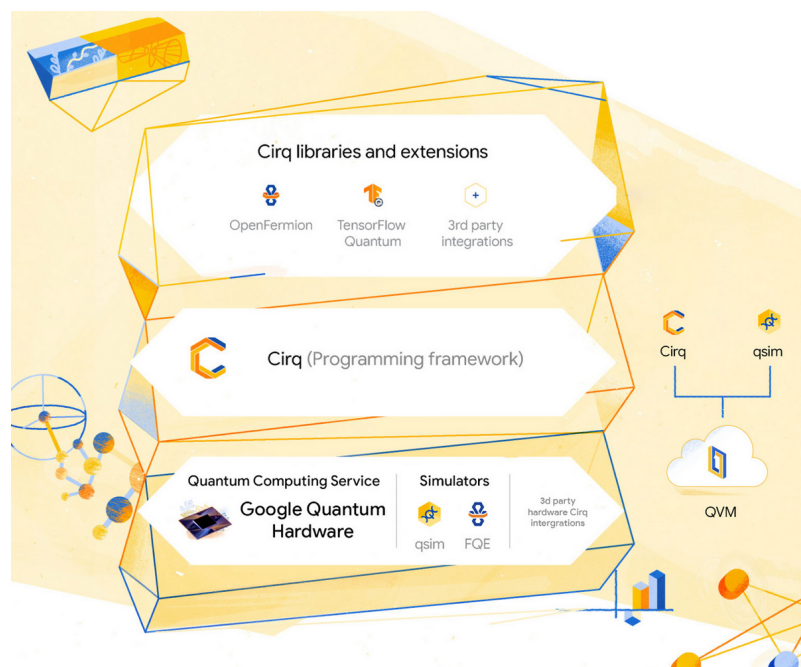 Cirq libraries and extensions
OpenFermion
TensorFlow
Quantum
3rd party
integrations
Cirq (Programming framework)
Cirq
qsim
QVM
Quantum Computing Service
Google Quantum
Hardware
Simulators
qsim
FQE
3d party
hardware Cirq
intergrations